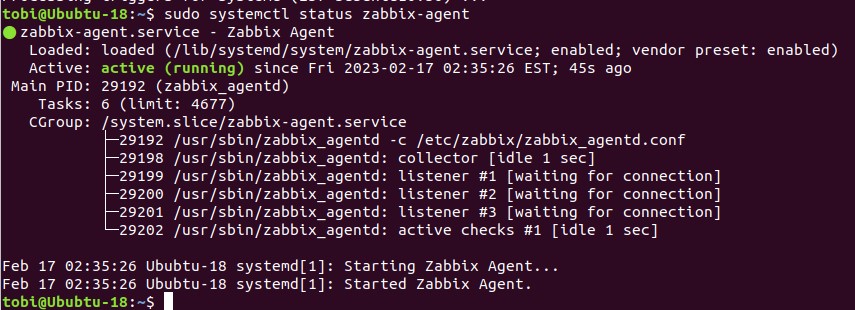 tobi@Ububtu-18:~$ sudo systemctl status zabbix-agent
● zabbix-agent.service - Zabbix Agent
   Loaded: loaded (/lib/systemd/system/zabbix-agent.service; enabled; vendor preset: enabled)
   Active: active (running) since Fri 2023-02-17 02:35:26 EST; 45s ago
 Main PID: 29192 (zabbix_agentd)
    Tasks: 6 (limit: 4677)
   CGroup: /system.slice/zabbix-agent.service
           ├─29192 /usr/sbin/zabbix_agentd -c /etc/zabbix/zabbix_agentd.conf
           ├─29198 /usr/sbin/zabbix_agentd: collector [idle 1 sec]
           ├─29199 /usr/sbin/zabbix_agentd: listener #1 [waiting for connection]
           ├─29200 /usr/sbin/zabbix_agentd: listener #2 [waiting for connection]
           ├─29201 /usr/sbin/zabbix_agentd: listener #3 [waiting for connection]
           └─29202 /usr/sbin/zabbix_agentd: active checks #1 [idle 1 sec]

Feb 17 02:35:26 Ububtu-18 systemd[1]: Starting Zabbix Agent...
Feb 17 02:35:26 Ububtu-18 systemd[1]: Started Zabbix Agent.
tobi@Ububtu-18:~$